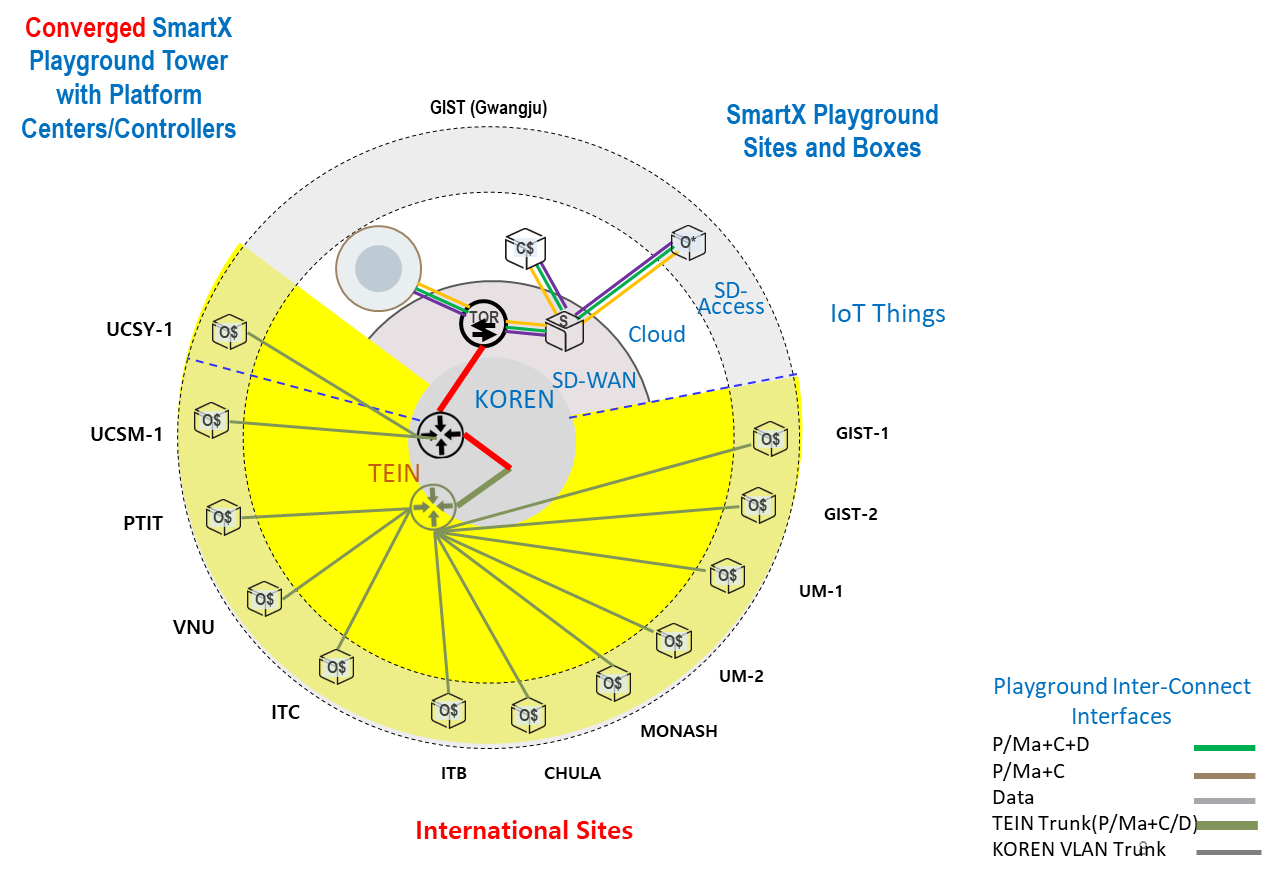 Converged SmartX
Playground Tower
with Platform
Centers/Controllers
GIST (Gwangju)
SmartX Playground
Sites and Boxes
C$
O*
SD-
Access
IoT Things
TOR
S
Cloud
UCSY-1
O$
SD-WAN
KOREN
UCSM-1
O$
O$
GIST-1
TEIN
PTIT
O$
O$
GIST-2
O$
UM-1
VNU
O$
O$
UM-2
ITC
O$
O$
MONASH
O$
O$
ITB
CHULA
International Sites
Playground Inter-Connect
Interfaces
P/Ma+C+D
P/Ma+C
Data
TEIN Trunk(P/Ma+C/D)
KOREN VLAN Trunk